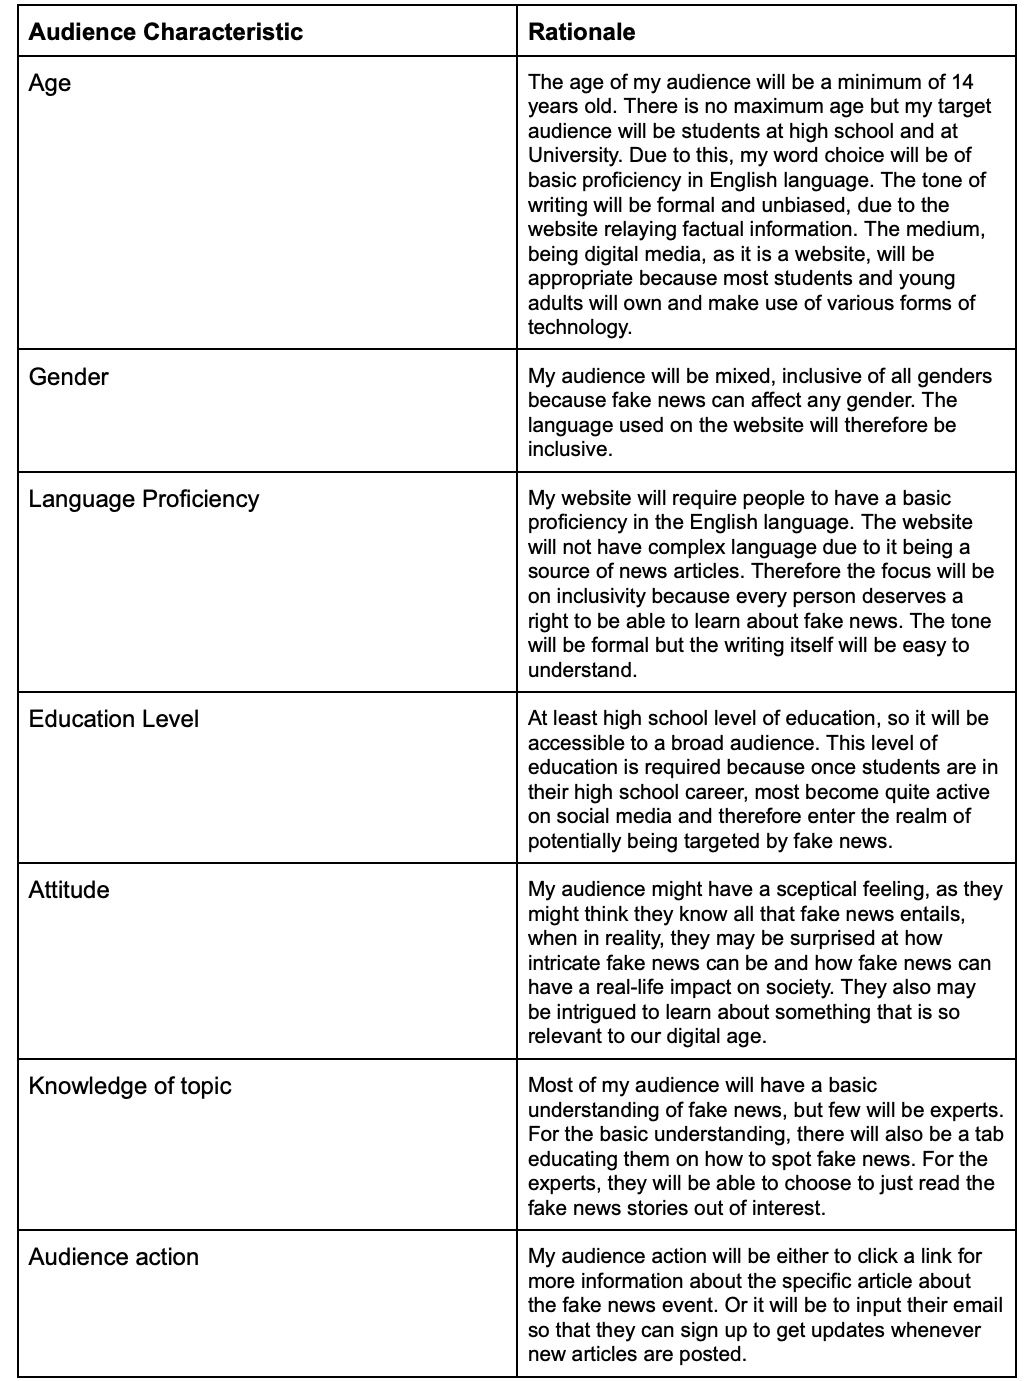 Audience Characteristic
Rationale
Age
The age of my audience will be a minimum of 14
years old. There is no maximum age but my target
audience will be students at high school and at
University. Due to this, my word choice will be of
basic proficiency in English language. The tone of
writing will be formal and unbiased, due to the
website relaying factual information. The medium,
being digital media, as it is a website, will be
appropriate because most students and young
adults will own and make use of various forms of
technology.
Gender
My audience will be mixed, inclusive of all genders
because fake news can affect any gender. The
language used on the website will therefore be
inclusive.
Language Proficiency
My website will require people to have a basic
proficiency in the English language. The website
will not have complex language due to it being a
source of news articles. Therefore the focus will be
on inclusivity because every person deserves a
right to be able to learn about fake news. The tone
will be formal but the writing itself will be easy to
understand.
Education Level
At least high school level of education, so it will be
accessible to a broad audience. This level of
education is required because once students are in
their high school career, most become quite active
on social media and therefore enter the realm of
potentially being targeted by fake news.
Attitude
My audience might have a sceptical feeling, as they
might think they know all that fake news entails,
when in reality, they may be surprised at how
intricate fake news can be and how fake news can
have a real-life impact on society. They also may
be intrigued to learn about something that is so
relevant to our digital age.
Knowledge of topic
Most of my audience will have a basic
understanding of fake news, but few will be experts.
For the basic understanding, there will also be a tab
educating them on how to spot fake news. For the
experts, they will be able to choose to just read the
fake news stories out of interest.
Audience action
My audience action will be either to click a link for
more information about the specific article about
the fake news event. Or it will be to input their email
so that they can sign up to get updates whenever
new articles are posted.